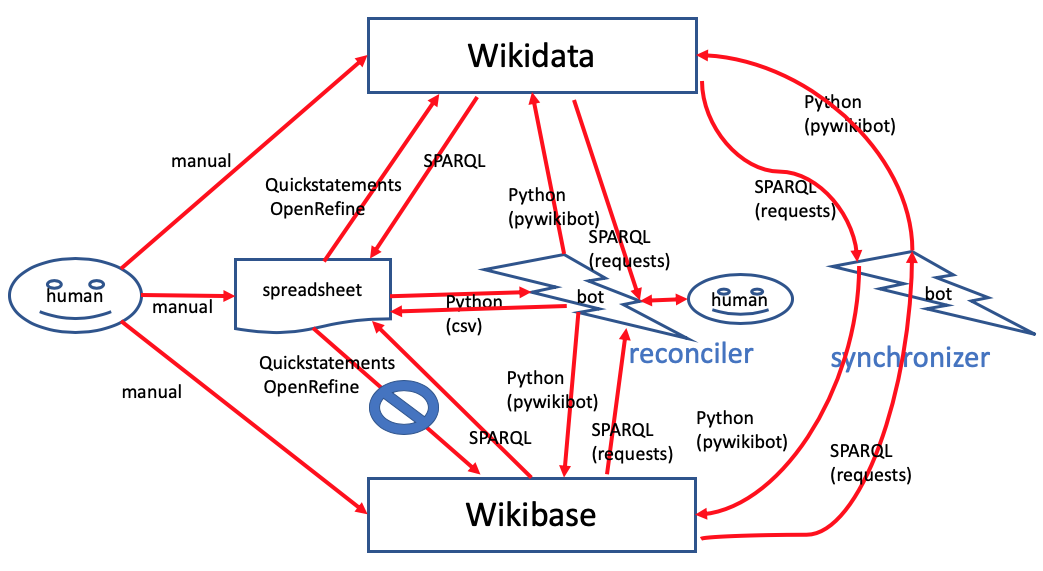 Wikidata
Python
(pywikibot)
manual
SPARQL
Quickstatements
OpenRefine
Python
(pywikibot)
SPARQL
(requests)
SPARQL
(requests)
human
manual
spreadsheet
Python
(csv)
bot
human
bot
reconciler
synchronizer
Quickstatements
OpenRefine
manual
Python
(pywikibot)
SPARQL
SPARQL
(requests)
Python
(pywikibot)
SPARQL
(requests)
Wikibase